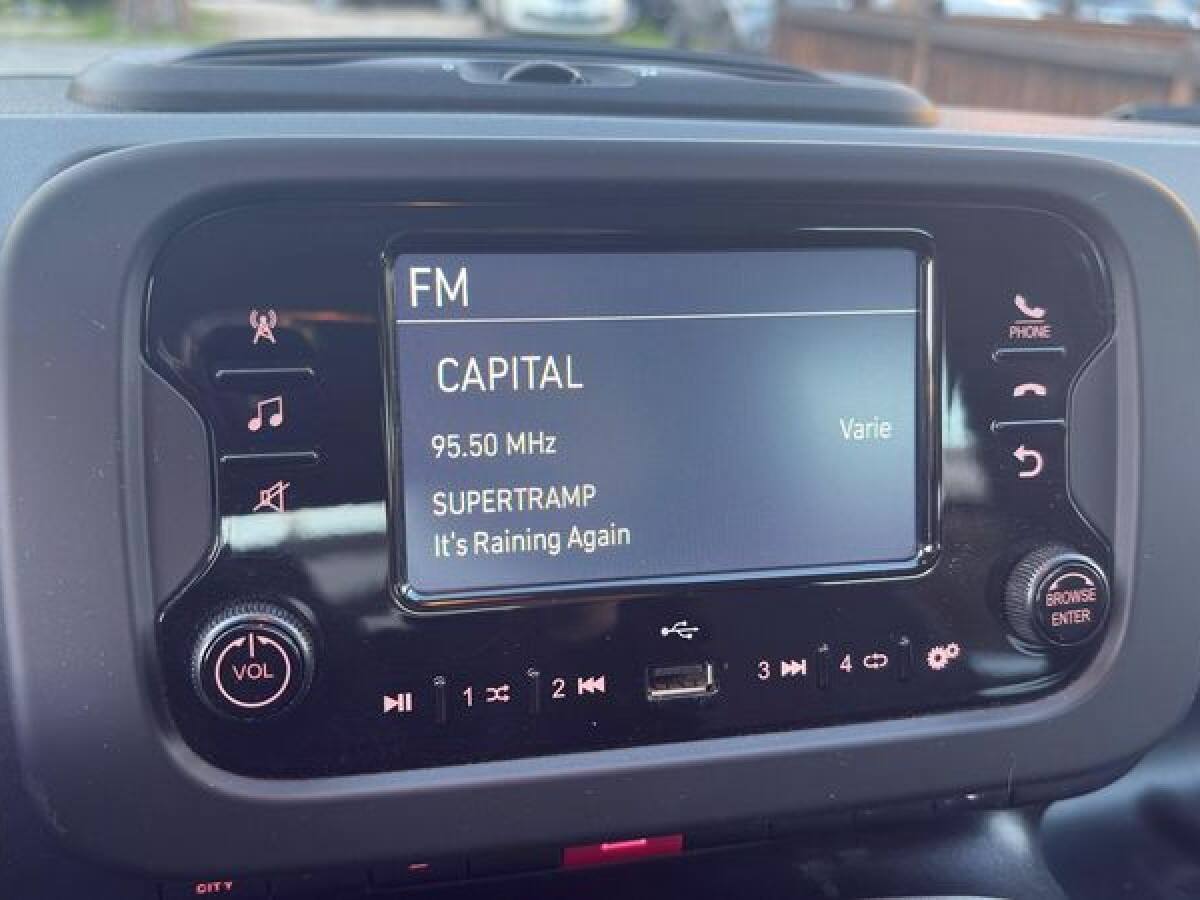 FM
CAPITAL
95.50 MHz
Varie
SUPERTRAMP
It's Raining Again
PHONE
BROWSE
ENTER
VOL
1
2
3
4
CITY